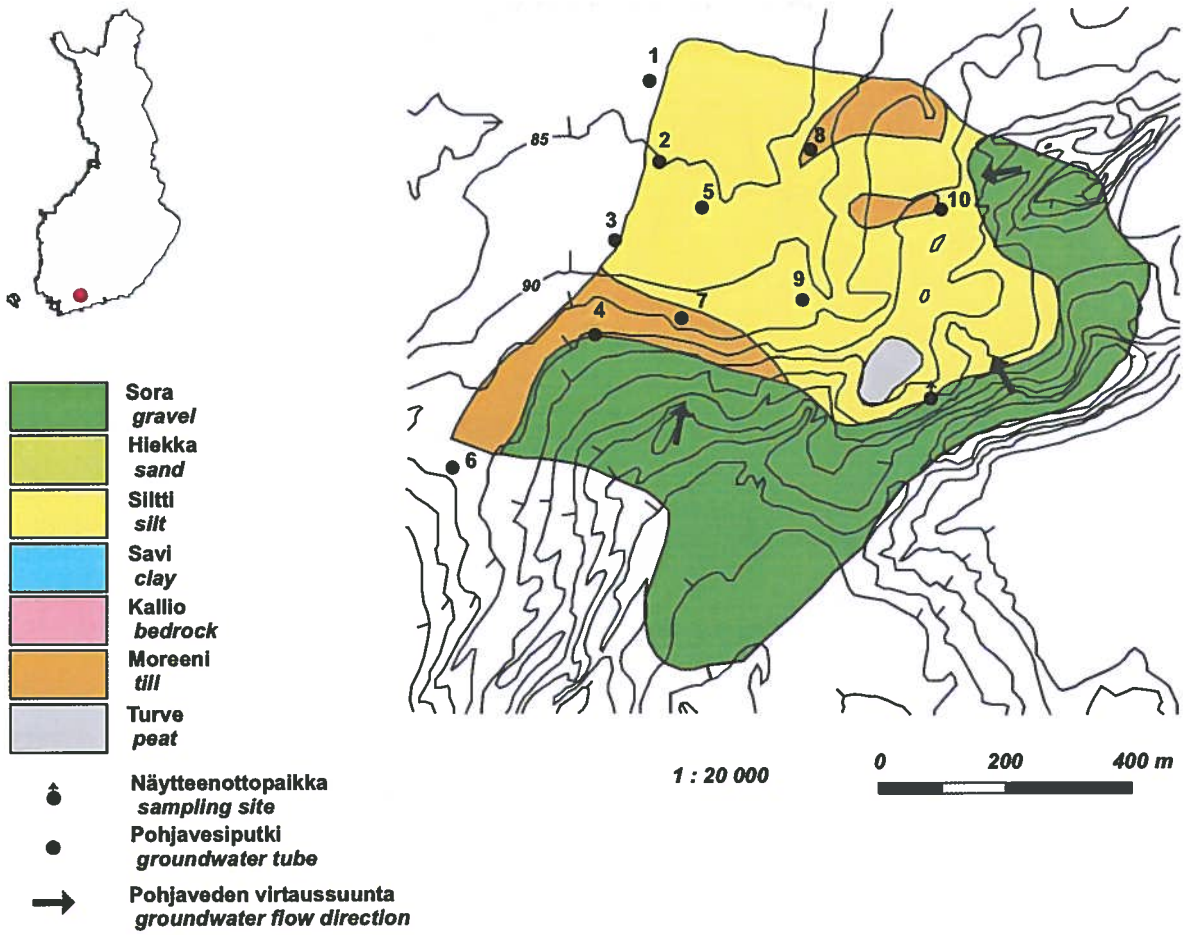 1
2
85
8
5
10
3
90
9
7
4
6
Sora
gravel
Hiekka
sand
Siltti
silt
Savi
clay
Kallio
bedrock
Moreeni
till
Turve
peat
Näytteenottopaikka
sampling site
Pohjavesiputki
groundwater tube
Pohjaveden virtaussuunta
groundwater flow direction
1 : 20 000
0 200 400 m